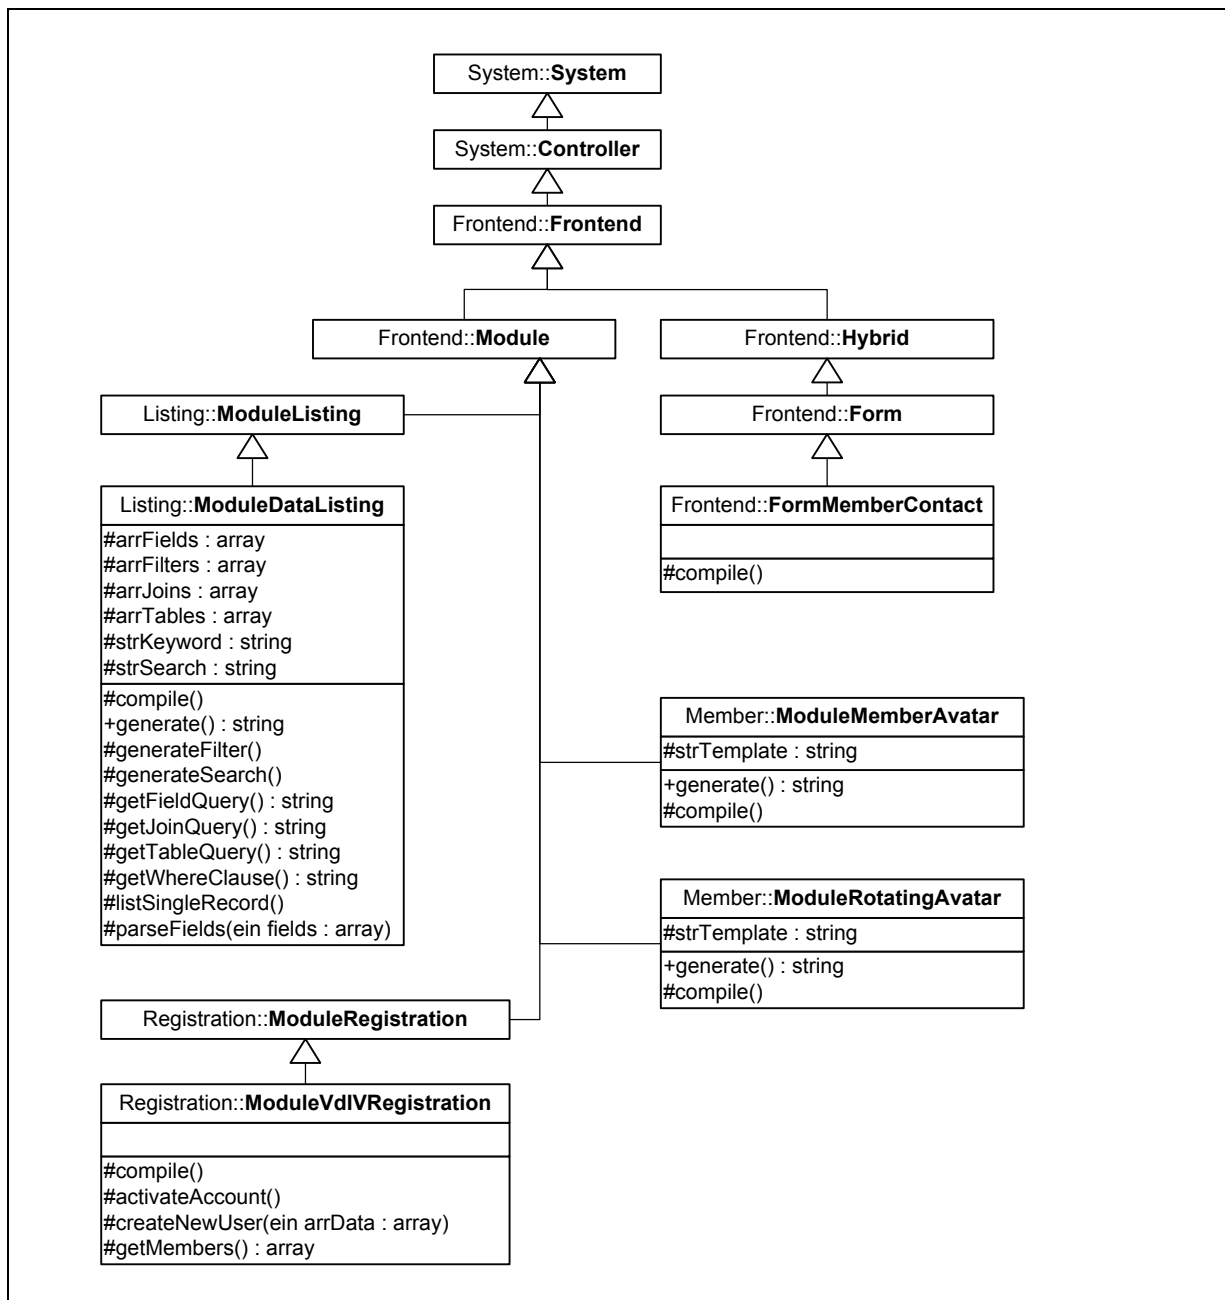 System::System
System::Controller
Frontend::Frontend
Frontend::Module
Frontend::Hybrid
Listing::ModuleListing
Frontend::Form
Listing::ModuleDataListing
#arrFields : array
#arrFilters : array
#arrJoins : array
#arrTables : array
#strKeyword : string
#strSearch : string
#compile()
+generate() : string
#generateFilter()
#generateSearch()
#getFieldQuery() : string
#getJoinQuery() : string
#getTableQuery() : string
#getWhereClause() : string
#listSingleRecord()
#parseFields(ein fields : array)
Frontend::FormMemberContact
#compile()
Member::ModuleMemberAvatar
#strTemplate : string
+generate() : string
#compile()
Member::ModuleRotatingAvatar
#strTemplate : string
+generate() : string
#compile()
Registration::ModuleRegistration
Registration::ModuleVdIVRegistration
#compile()
#activateAccount()
#createNewUser(ein arrData : array)
#getMembers() : array